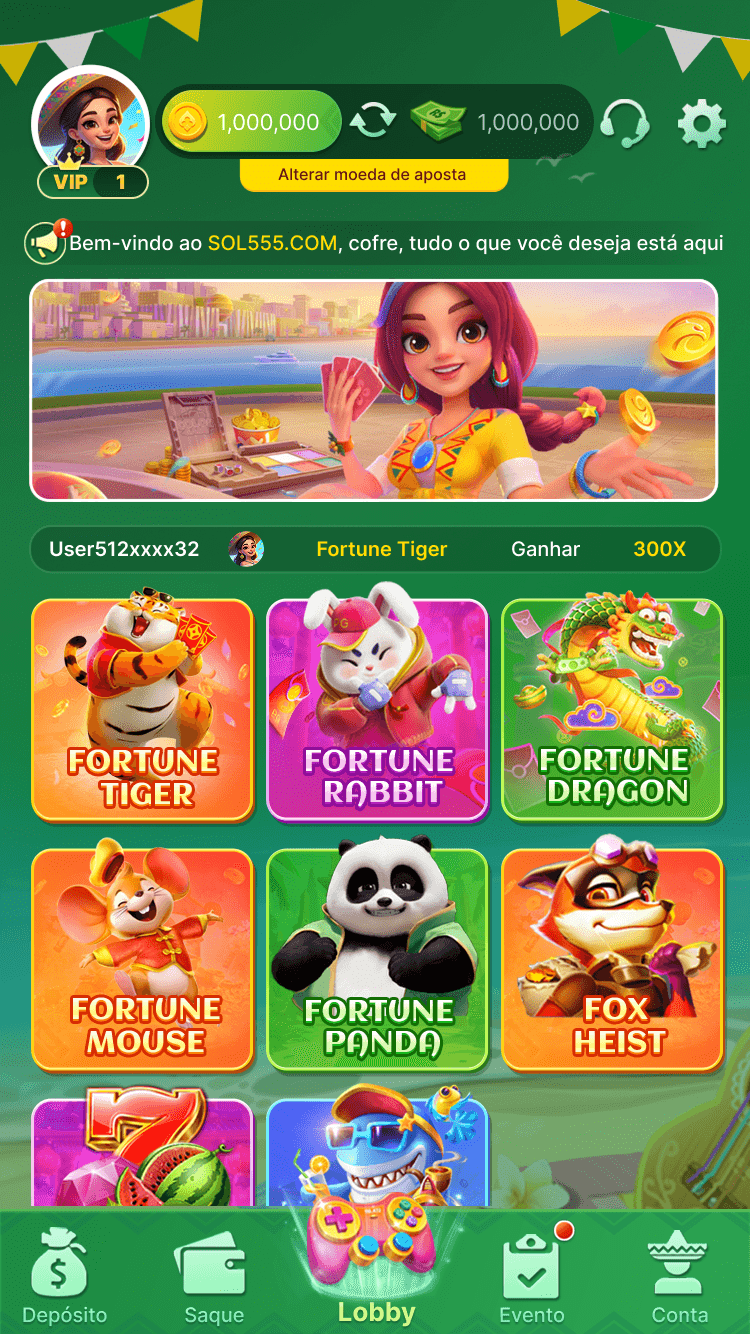 1,000,000
1,000,000
VIP 1
Alterar moeda de aposta
Bem-vindo ao SOL555.COM, cofre, tudo o que você deseja está aqui
User512xxxx32 Fortune Tiger Ganhar 300X
FORTUNE
TIGER
FORTUNE
RABBIT
FORTUNE
DRAGON
FORTUNE
MOUSE
FORTUNE
PANDA
FOX
HEIST
Depósito
Saque
Lobby
Evento
Conta